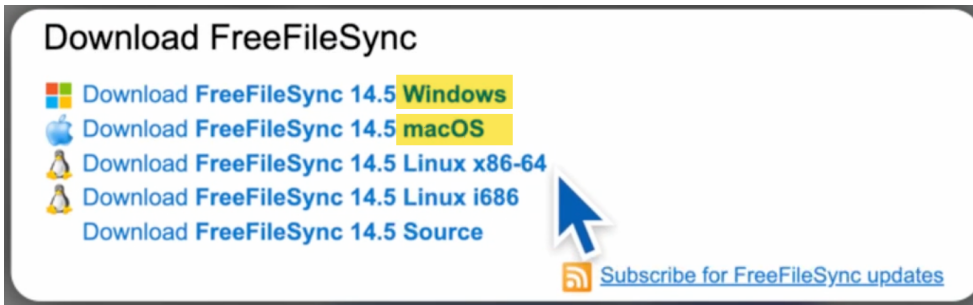 Download FreeFileSync
Download FreeFileSync 14.5 Windows
Download FreeFileSync 14.5 macOS
Download FreeFileSync 14.5 Linux x86-64
Download FreeFileSync 14.5 Linux i686
Download FreeFileSync 14.5 Source
Subscribe for FreeFileSync updates